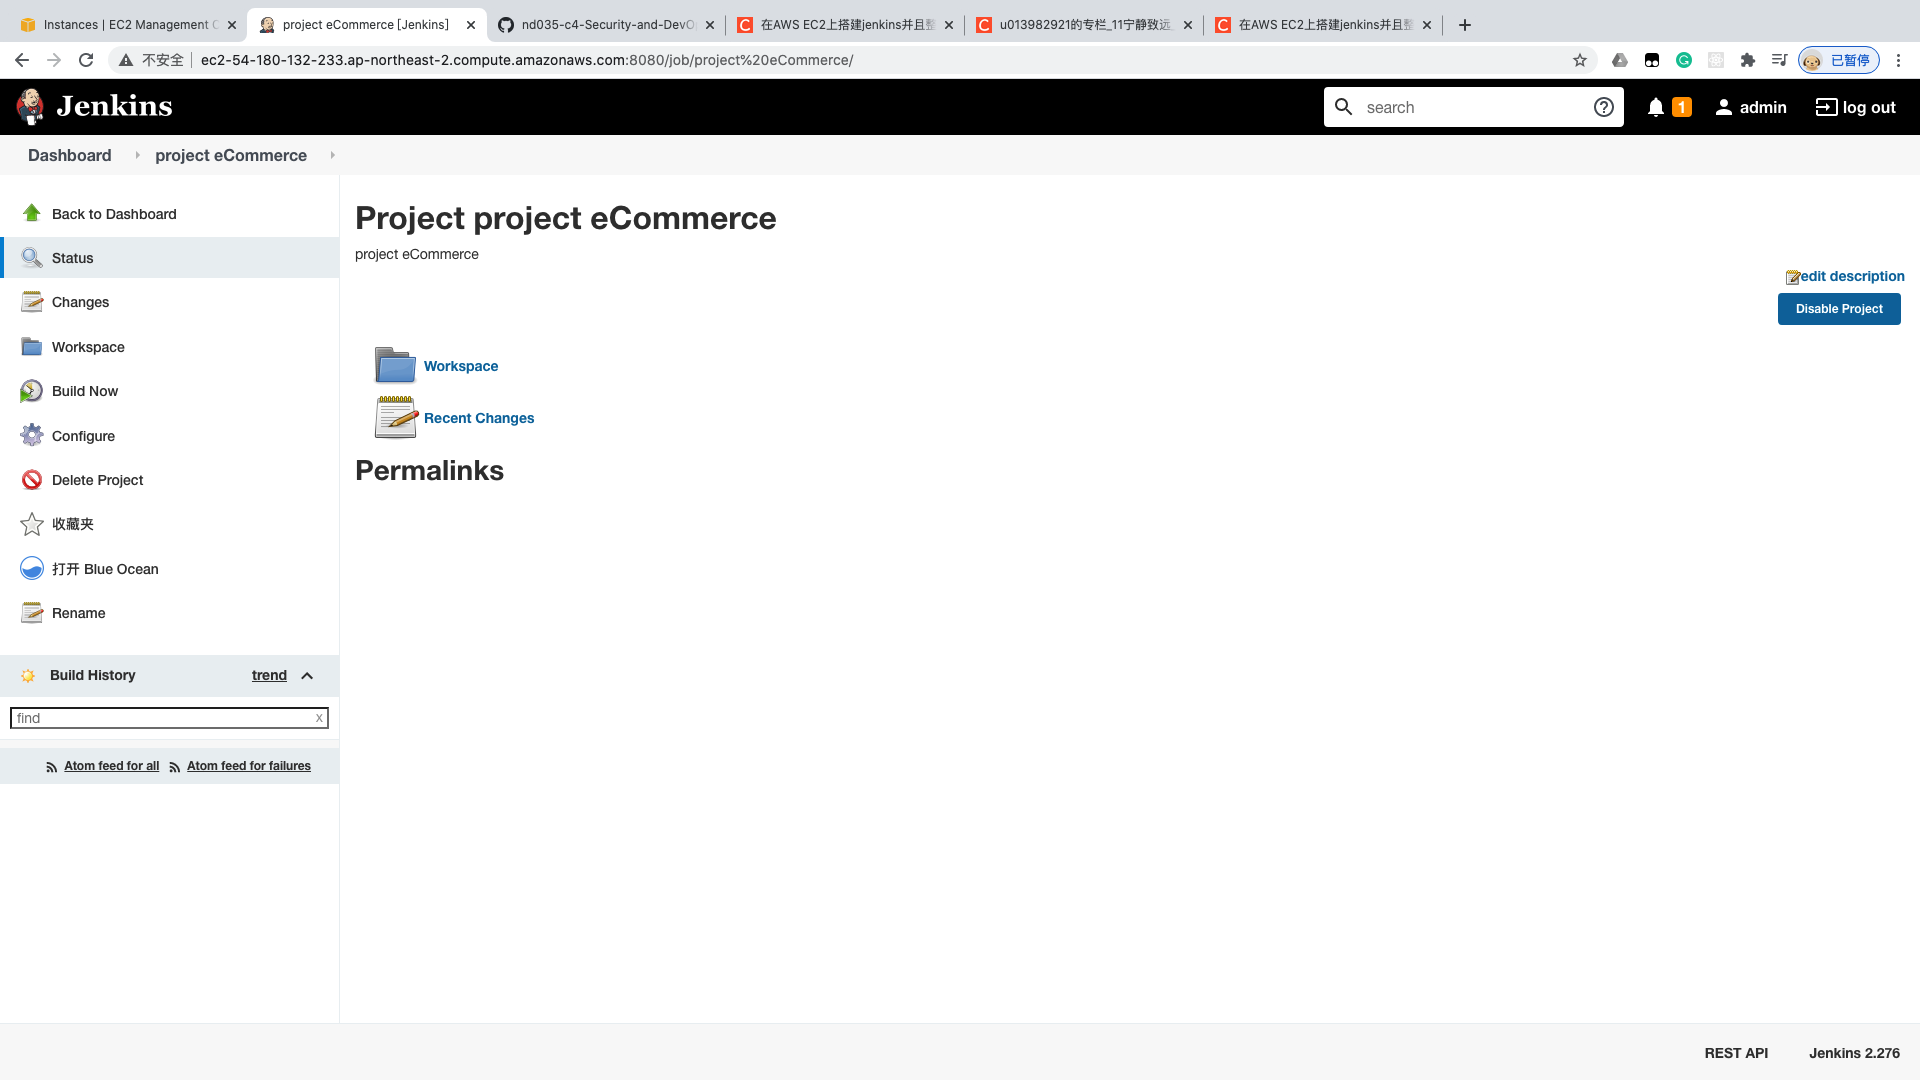 Instances | EC2 Management C
project eCommerce [Jenkins]
nd035-c4-Security-and-DevO
在AWS EC2上搭建jenkins并且整
u013982921的专栏_11宁静致远
在AWS EC2上搭建jenkins并且整
不安全
ec2-54-180-132-233.ap-northeast-2.compute.amazonaws.com:8080/job/project%20eCommerce/
已暂停
Jenkins
search
1
admin
log out
Dashboard
project eCommerce
Back to Dashboard
Status
Changes
Workspace
Build Now
Configure
Delete Project
收藏夹
打开 Blue Ocean
Rename
Build History
trend
find
x
Atom feed for all
Atom feed for failures
Project project eCommerce
project eCommerce
edit description
Disable Project
Workspace
Recent Changes
Permalinks
REST API
Jenkins 2.276